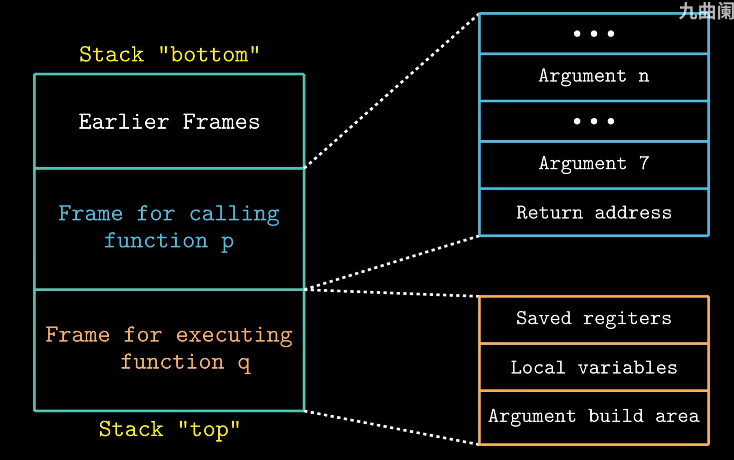 九曲阑
Stack "bottom"
Earlier Frames
Frame for calling
function p
Frame for executing
function q
Stack "top"
•••
Argument n
•••
Argument 7
Return address
Saved regiters
Local variables
Argument build area